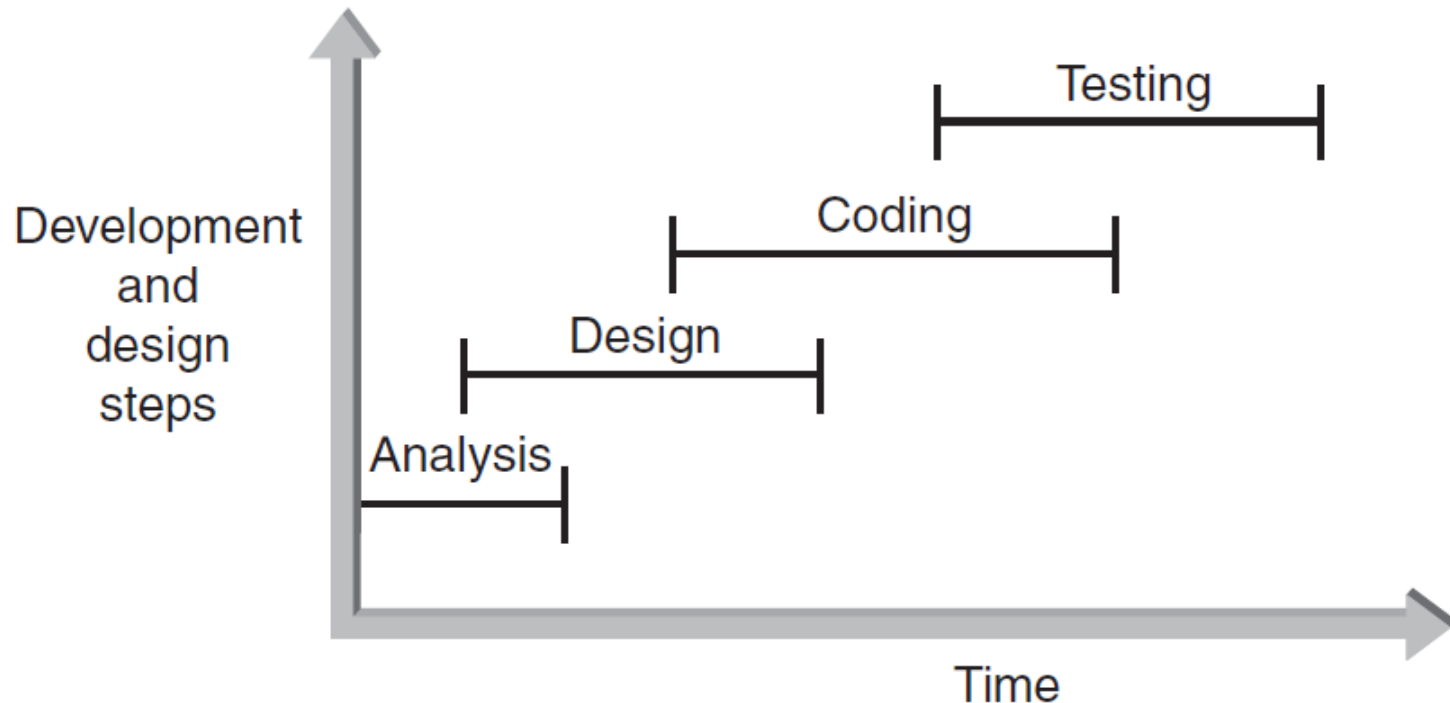 Testing
Coding
Development
and
design
steps
Design
Analysis
Time